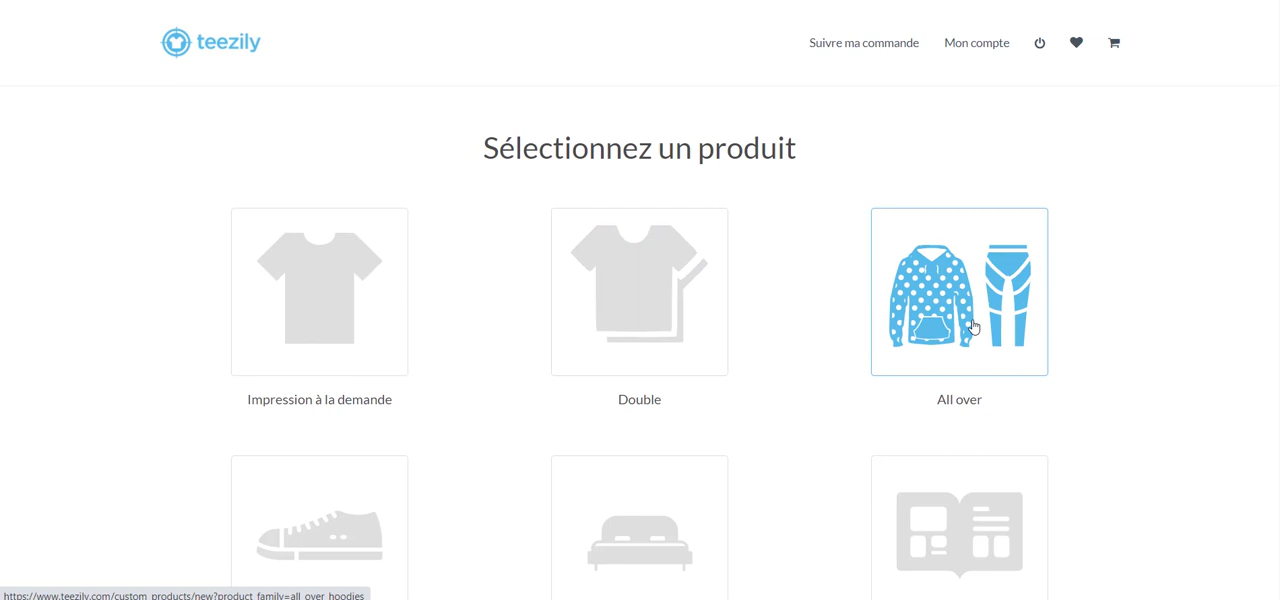 teezily
Suivre ma commande
Mon compte
Sélectionnez un produit
Impression à la demande
Double
All over
https://www.teezily.com/custom_products/new?product_family=all_over_hoodies